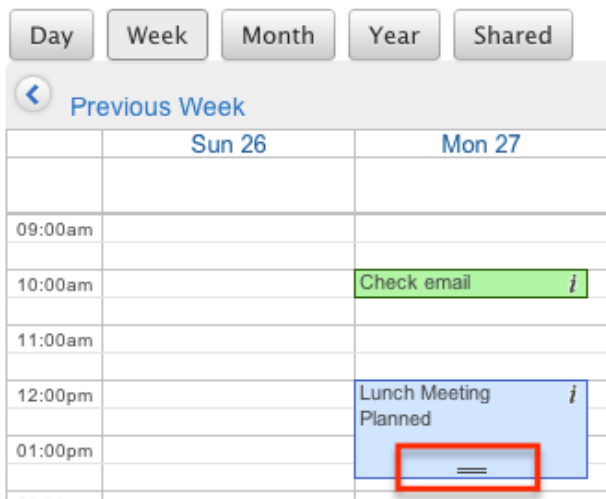 Day Week Month Year Shared
Previous Week
Sun 26 Mon 27
09:00am
10:00am Check email i
11:00am
12:00pm Lunch Meeting i
Planned
01:00pm